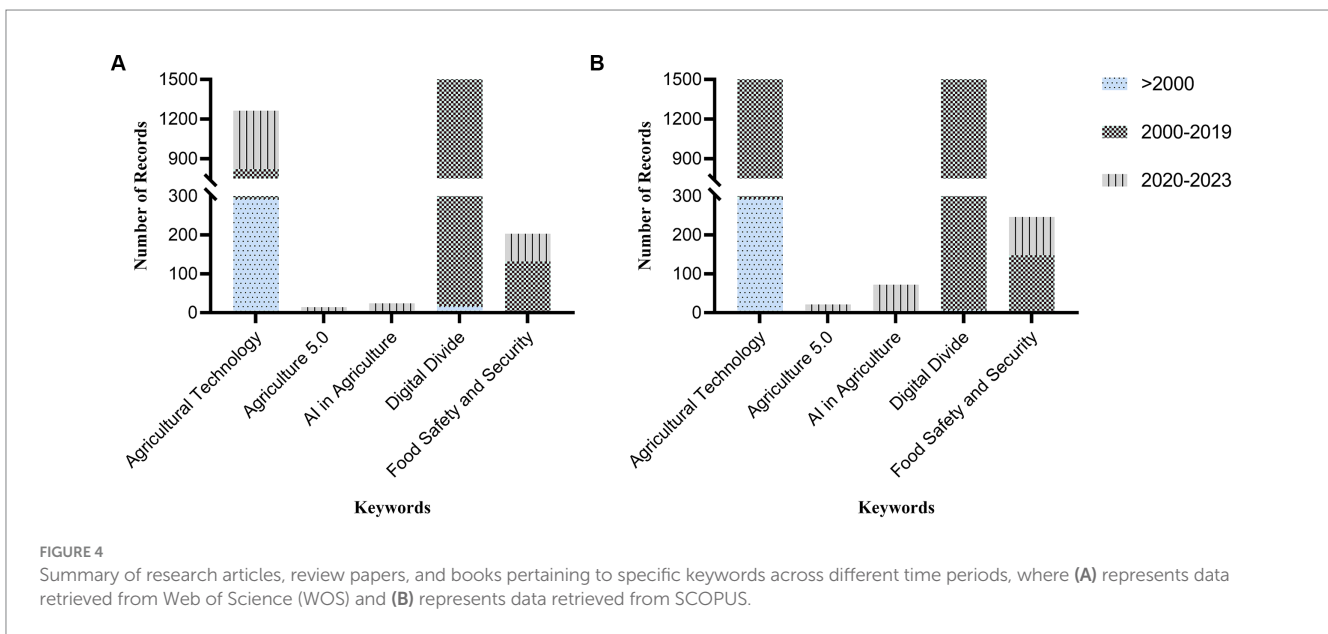 A
1500
1200
900
300
200
100
0
Number of Records
Agricultural Technology
Agriculture 5.0
AI in Agriculture
Digital Divide
Food Safety and Security
Keywords
B
1500
1200
900
300
200
100
0
Number of Records
Agricultural Technology
Agriculture 5.0
AI in Agriculture
Digital Divide
Food Safety and Security
Keywords
>2000
2000-2019
2020-2023
FIGURE 4
Summary of research articles, review papers, and books pertaining to specific keywords across different time periods, where (A) represents data
retrieved from Web of Science (WOS) and (B) represents data retrieved from SCOPUS.